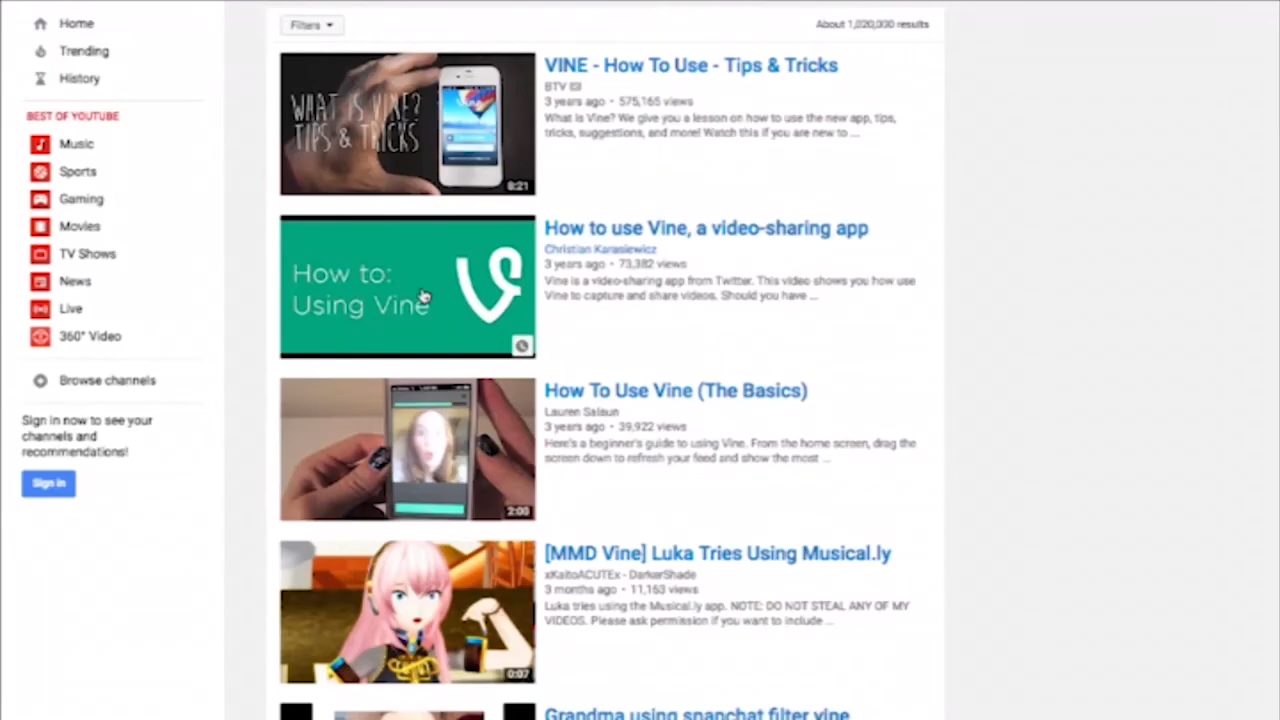 Home
Trending
History
BEST OF YOUTUBE
Music
Sports
Gaming
Movies
TV Shows
News
Live
360° Video
Browse channels
Sign in now to see your
channels and
recommendations!
Sign in
Filters
About 1,020,000 results
WHAT IS VINE?
TIPS & TRICKS
8:21
VINE - How To Use - Tips & Tricks
BTV
3 years ago • 575,165 views
What is Vine? We give you a lesson on how to use the new app, tips,
tricks, suggestions, and more! Watch this if you are new to ...
How to:
Using Vine
How to use Vine, a video-sharing app
Christian Karasiewicz
3 years ago • 73,382 views
Vine is a video-sharing app from Twitter. This video shows you how use
Vine to capture and share videos. Should you have ...
2:00
How To Use Vine (The Basics)
Lauren Salaun
3 years ago • 39,922 views
Here's a beginner's guide to using Vine. From the home screen, drag the
screen down to refresh your feed and show the most ...
0:07
[MMD Vine] Luka Tries Using Musical.ly
xKaitoACUTEx - DarkerShade
3 months ago • 11,163 views
Luka tries using the Musical.ly app. NOTE: DO NOT STEAL ANY OF MY
VIDEOS. Please ask permission if you want to include ...
Grandma using snapchat filter vine